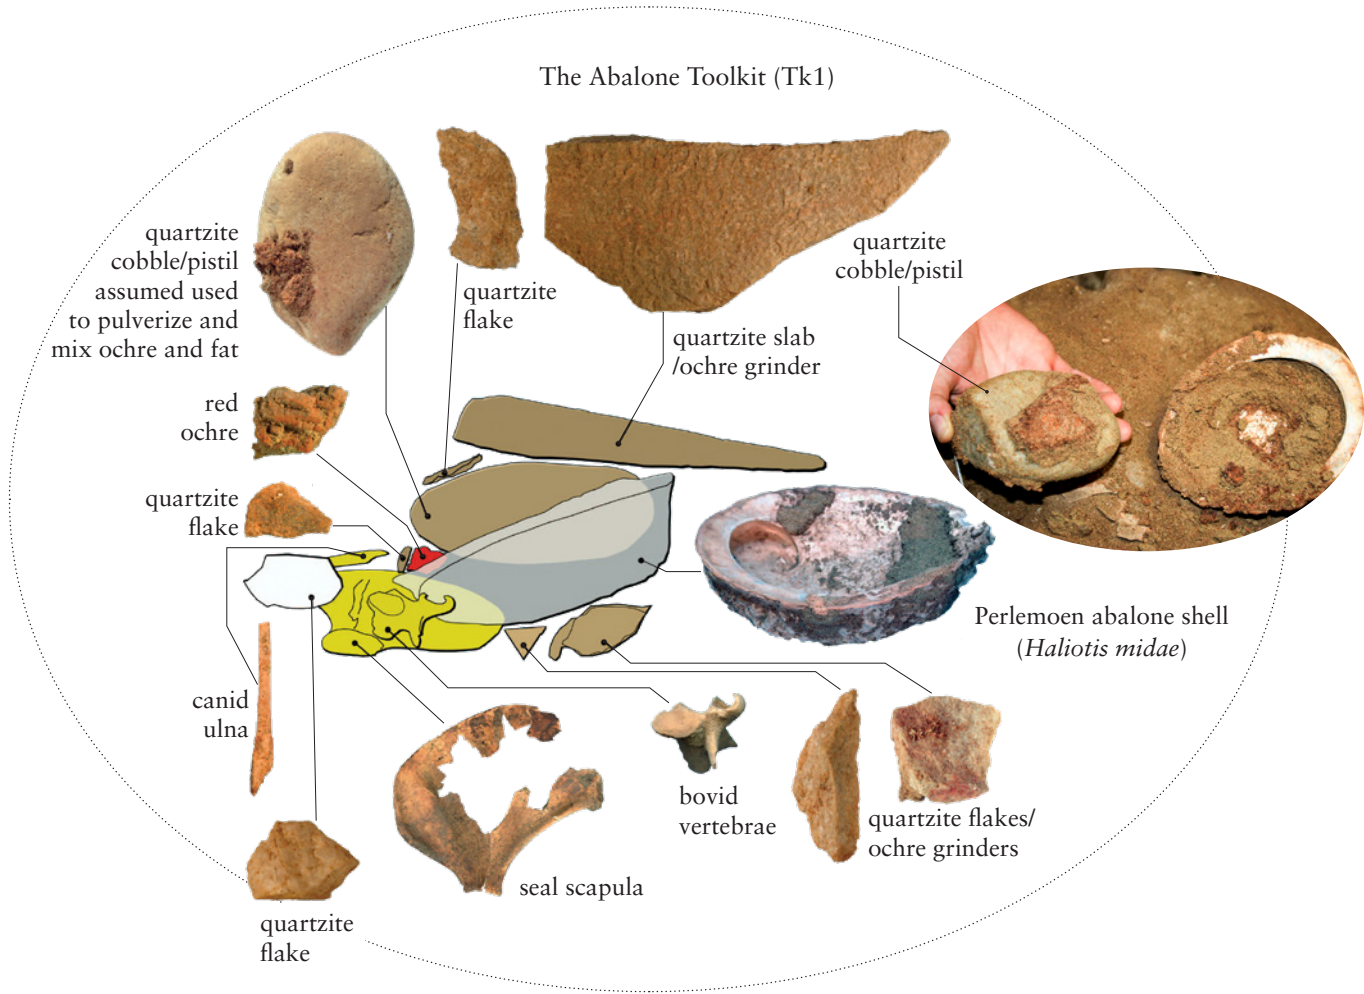 The Abalone Toolkit (Tk1)
quartzite
cobble/pistil
assumed used
to pulverize and
mix ochre and fat
quartzite
flake
quartzite slab
/ochre grinder
quartzite
cobble/pistil
red
ochre
quartzite
flake
Perlemoen abalone shell
(Haliotis midae)
canid
ulna
bovid
vertebrae
quartzite flakes/
ochre grinders
seal scapula
quartzite
flake